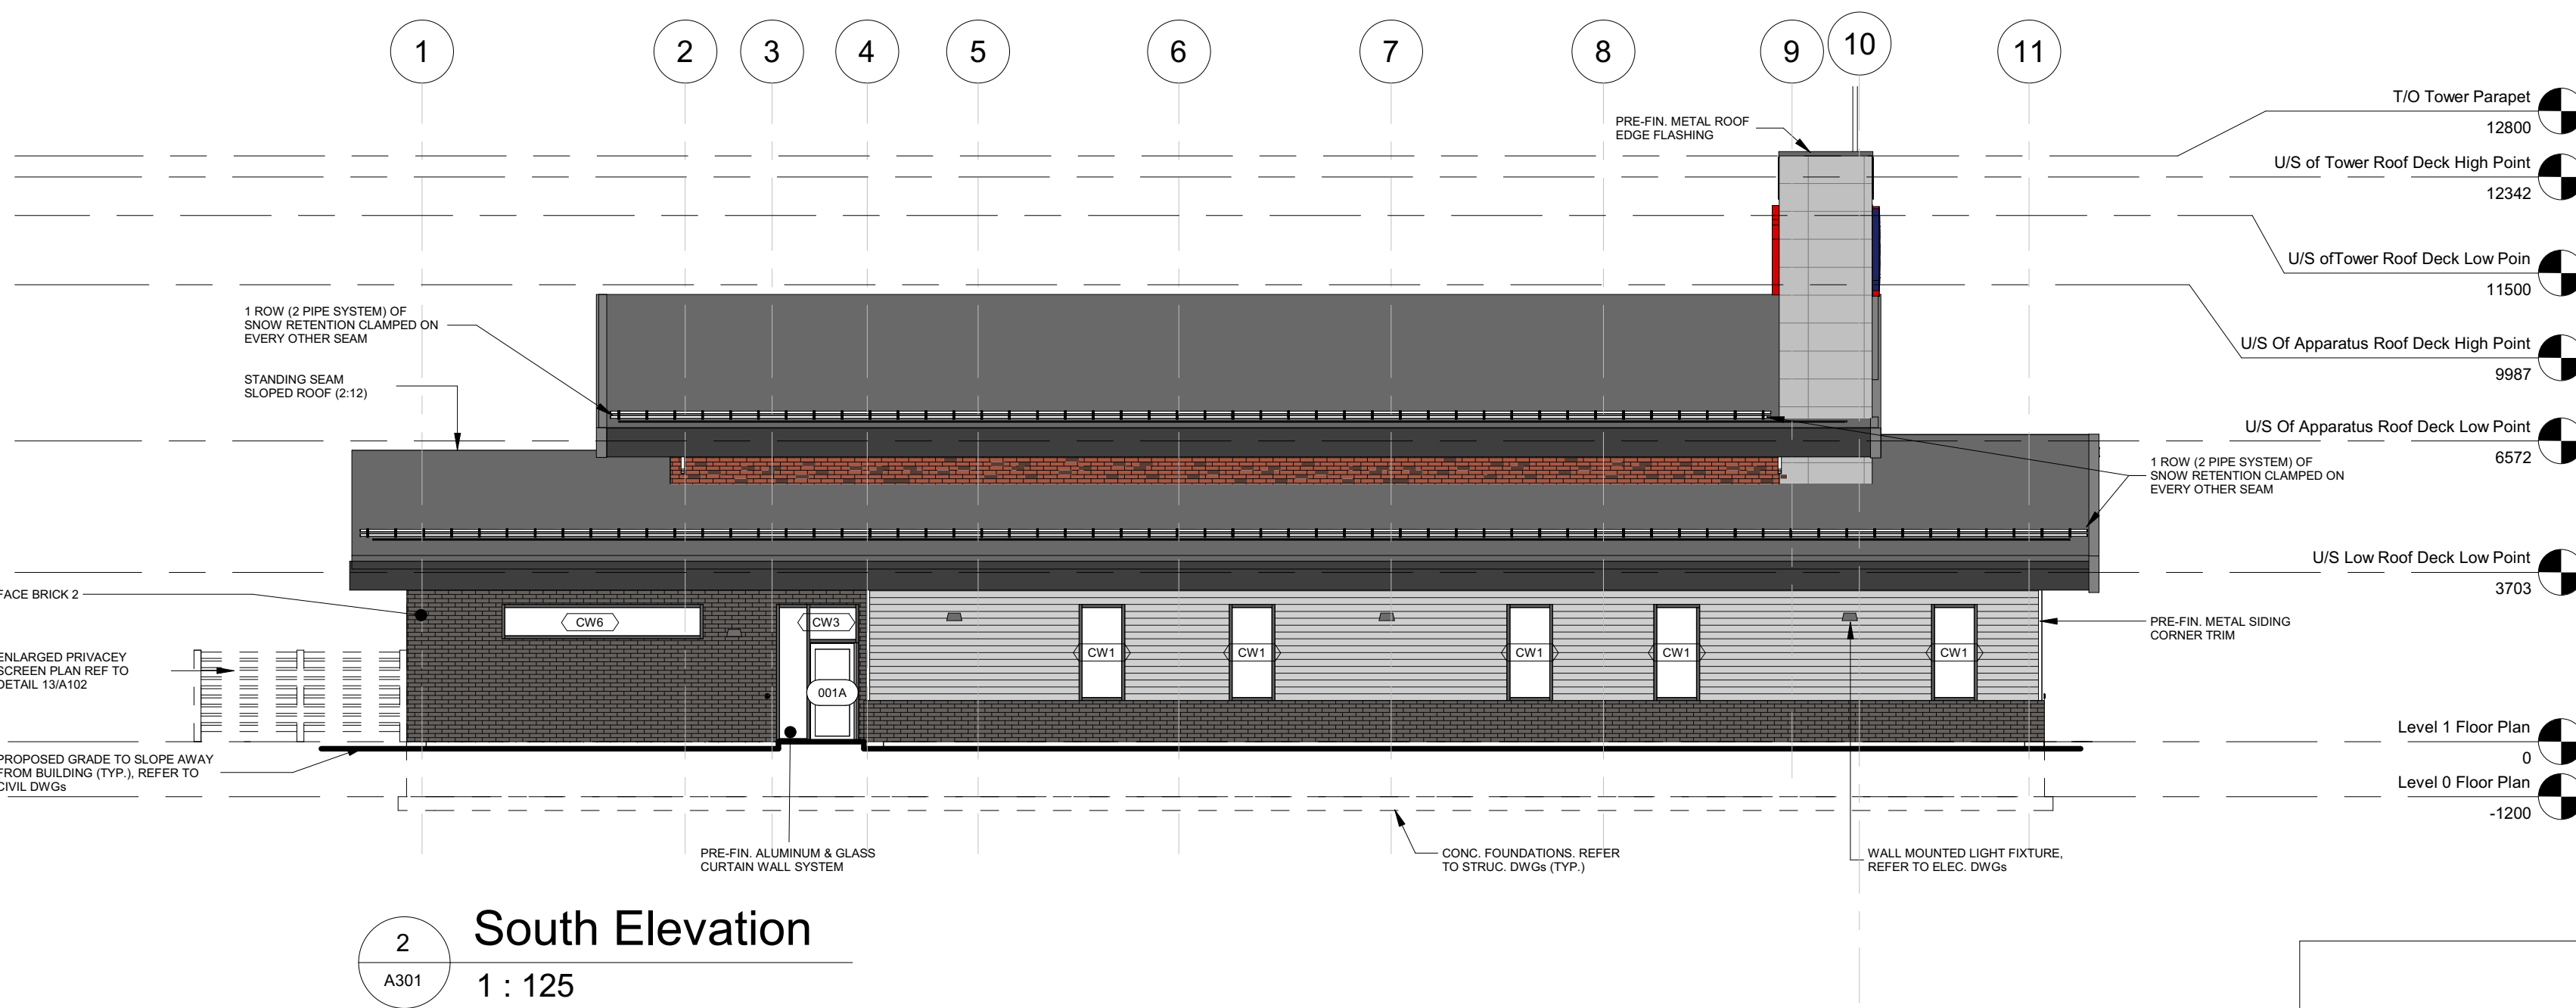 1
2
3
4
5
6
7
8
9
10
11
T/O Tower Parapet
12800
PRE-FIN. METAL ROOF
EDGE FLASHING
U/S of Tower Roof Deck High Point
12342
U/S ofTower Roof Deck Low Poin
11500
1 ROW (2 PIPE SYSTEM) OF
SNOW RETENTION CLAMPED ON
EVERY OTHER SEAM
U/S Of Apparatus Roof Deck High Point
9987
STANDING SEAM
SLOPED ROOF (2:12)
U/S Of Apparatus Roof Deck Low Point
6572
1 ROW (2 PIPE SYSTEM) OF
SNOW RETENTION CLAMPED ON
EVERY OTHER SEAM
U/S Low Roof Deck Low Point
3703
FACE BRICK 2
CW6
CW3
PRE-FIN. METAL SIDING
CORNER TRIM
CW1
CW1
CW1
CW1
CW1
ENLARGED PRIVACEY
SCREEN PLAN REF TO
DETAIL 13/A102
001A
Level 1 Floor Plan
0
PROPOSED GRADE TO SLOPE AWAY
FROM BUILDING (TYP.), REFER TO
CIVIL DWGs
Level 0 Floor Plan
-1200
PRE-FIN. ALUMINUM & GLASS
CURTAIN WALL SYSTEM
CONC. FOUNDATIONS. REFER
TO STRUC. DWGs (TYP.)
WALL MOUNTED LIGHT FIXTURE,
REFER TO ELEC. DWGs
2
A301
South Elevation
1 : 125